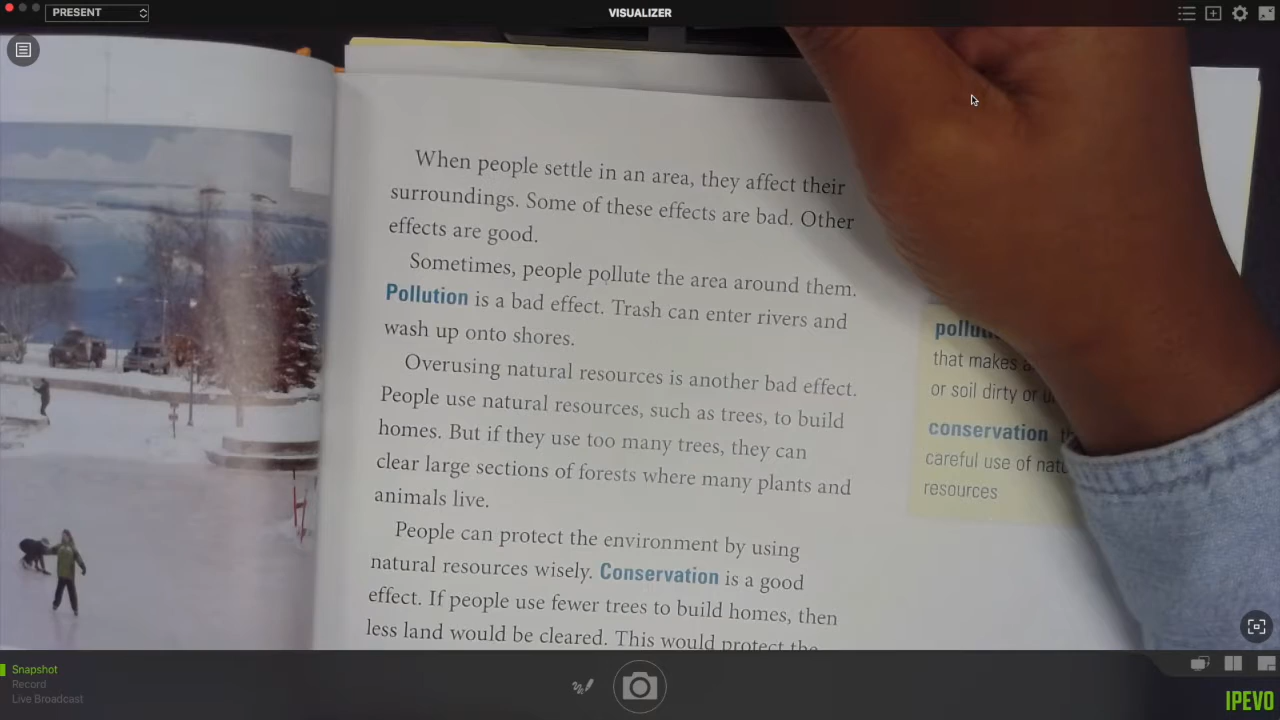 PRESENT
VISUALIZER
When people settle in an area, they affect their
surroundings. Some of these effects are bad. Other
effects are good.
Sometimes, people pollute the area around them.
Pollution is a bad effect. Trash can enter rivers and
wash up onto shores.
Overusing natural resources is another bad effect.
People use natural resources, such as trees, to build
homes. But if they use too many trees, they can
clear large sections of forests where many plants and
animals live.
People can protect the environment by using
natural resources wisely. Conservation is a good
effect. If people use fewer trees to build homes, then
less land would be cleared. This would protect the
that makes
or soil dirty or
conservation
careful use of
resources
Snapshot
Record
Live Broadcast
IPEVO